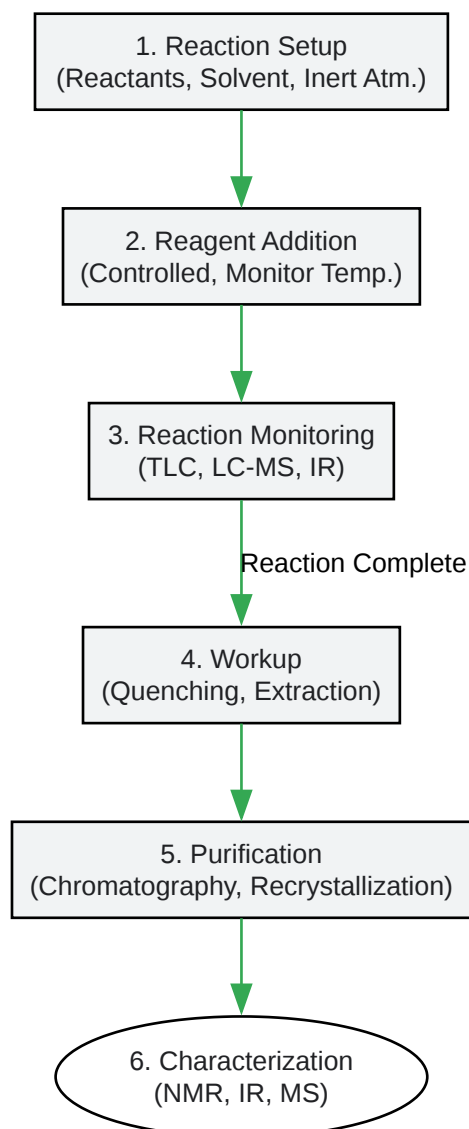 1. Reaction Setup
(Reactants, Solvent, Inert Atm.)
2. Reagent Addition
(Controlled, Monitor Temp.)
3. Reaction Monitoring
(TLC, LC-MS, IR)
Reaction Complete
4. Workup
(Quenching, Extraction)
5. Purification
(Chromatography, Recrystallization)
6. Characterization
(NMR, IR, MS)